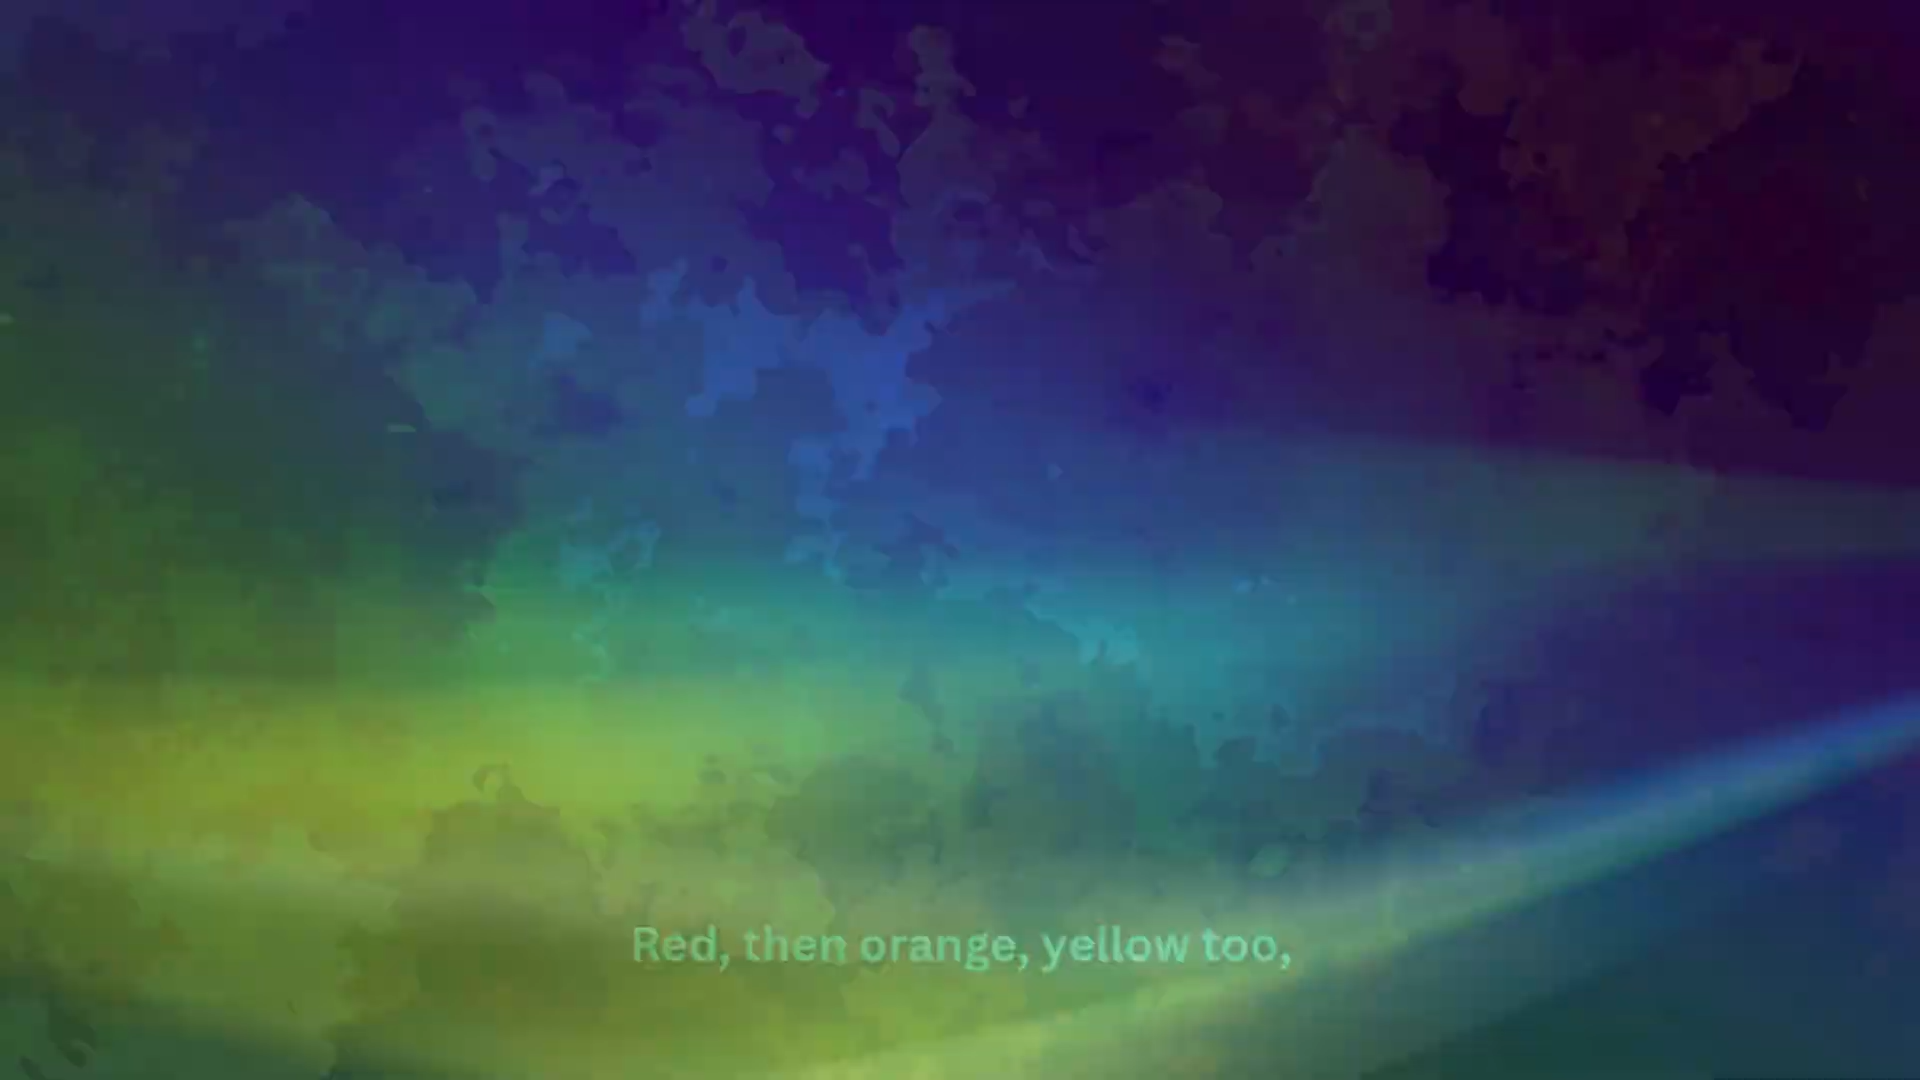 Red, then orange, yellow too,